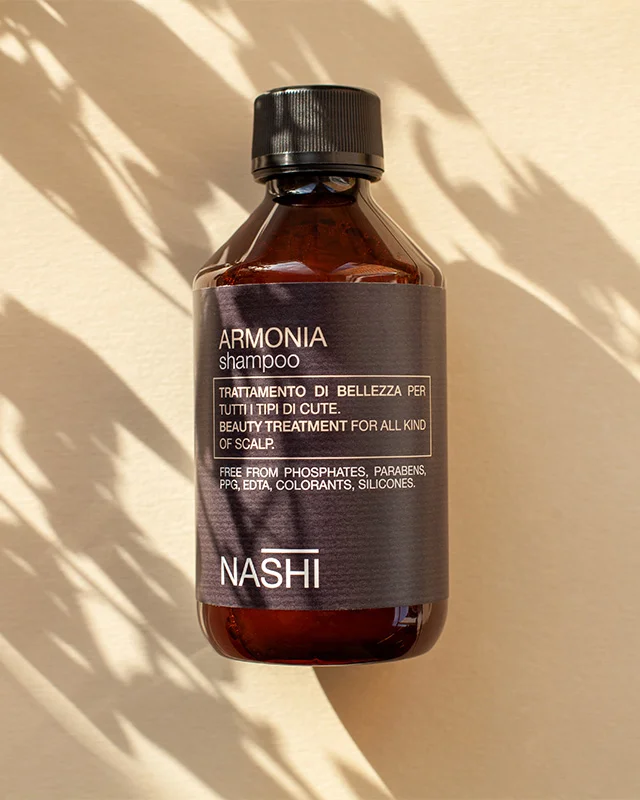 ARMONIA
shampoo
TRATTAMENTO DI BELLEZZA PER
TUTTI I TIPI DI CUTE.
BEAUTY TREATMENT FOR ALL KIND
OF SCALP.
FREE FROM PHOSPHATES, PARABENS,
PPG, EDTA, COLORANTS, SILICONES.
NASHI